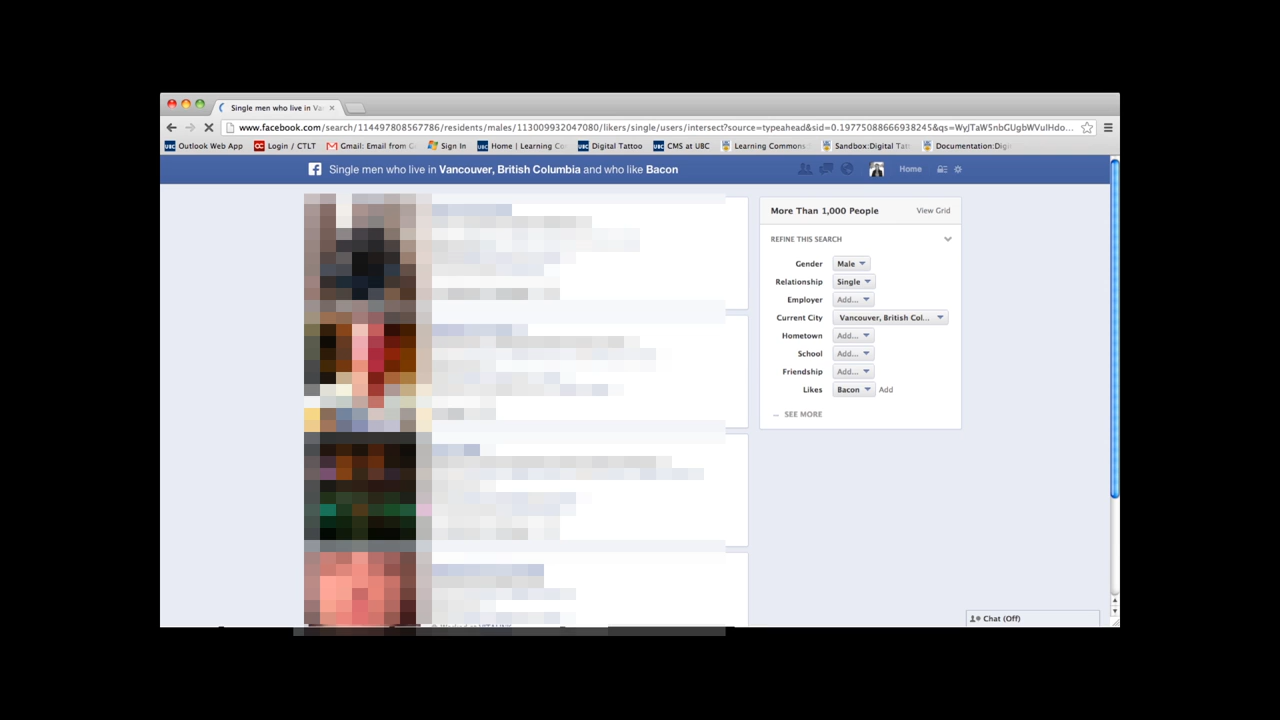 Single men who live in Va
www.facebook.com/search/114497808567786/residents/males/113009932047080/likers/single/users/intersect?source=typeahead&sid=0.19775088666938245&qs=WyJTaW5nbGUgbWVuIHdo...
UBC Outlook Web App CC Login / CTLT Gmail: Email from G Sign In UBC Home | Learning Co UBC Digital Tattoo UBC CMS at UBC Learning Commons: Sandbox:Digital Tatt Documentation:Digi
Single men who live in Vancouver, British Columbia and who like Bacon
Home
More Than 1,000 People View Grid
REFINE THIS SEARCH
Gender Male
Relationship Single
Employer Add...
Current City Vancouver, British Col...
Hometown Add...
School Add...
Friendship Add...
Likes Bacon Add
... SEE MORE
Chat (Off)